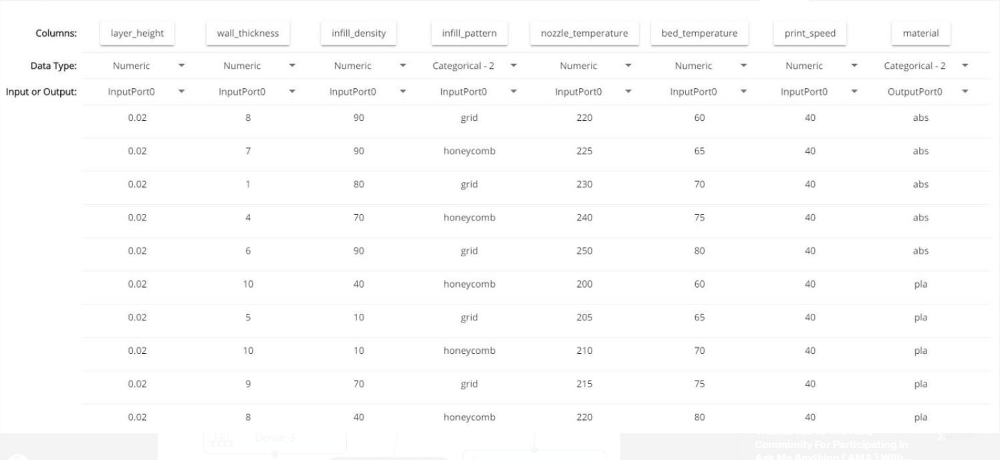 Columns: layer_height wall_thickness infill_density infill_pattern nozzle_temperature bed_temperature print_speed material
Data Type: Numeric Numeric Numeric Categorical - 2 Numeric Numeric Numeric Categorical - 2
Input or Output: InputPort0 InputPort0 InputPort0 InputPort0 InputPort0 InputPort0 InputPort0 OutputPort0
0.02 8 90 grid 220 60 40 abs
0.02 7 90 honeycomb 225 65 40 abs
0.02 1 80 grid 230 70 40 abs
0.02 4 70 honeycomb 240 75 40 abs
0.02 6 90 grid 250 80 40 abs
0.02 10 40 honeycomb 200 60 40 pla
0.02 5 10 grid 205 65 40 pla
0.02 10 10 honeycomb 210 70 40 pla
0.02 9 70 grid 215 75 40 pla
0.02 8 40 honeycomb 220 80 40 pla
Dense_3
Community For Participating In
Ask Me Anything ( AMA ) With